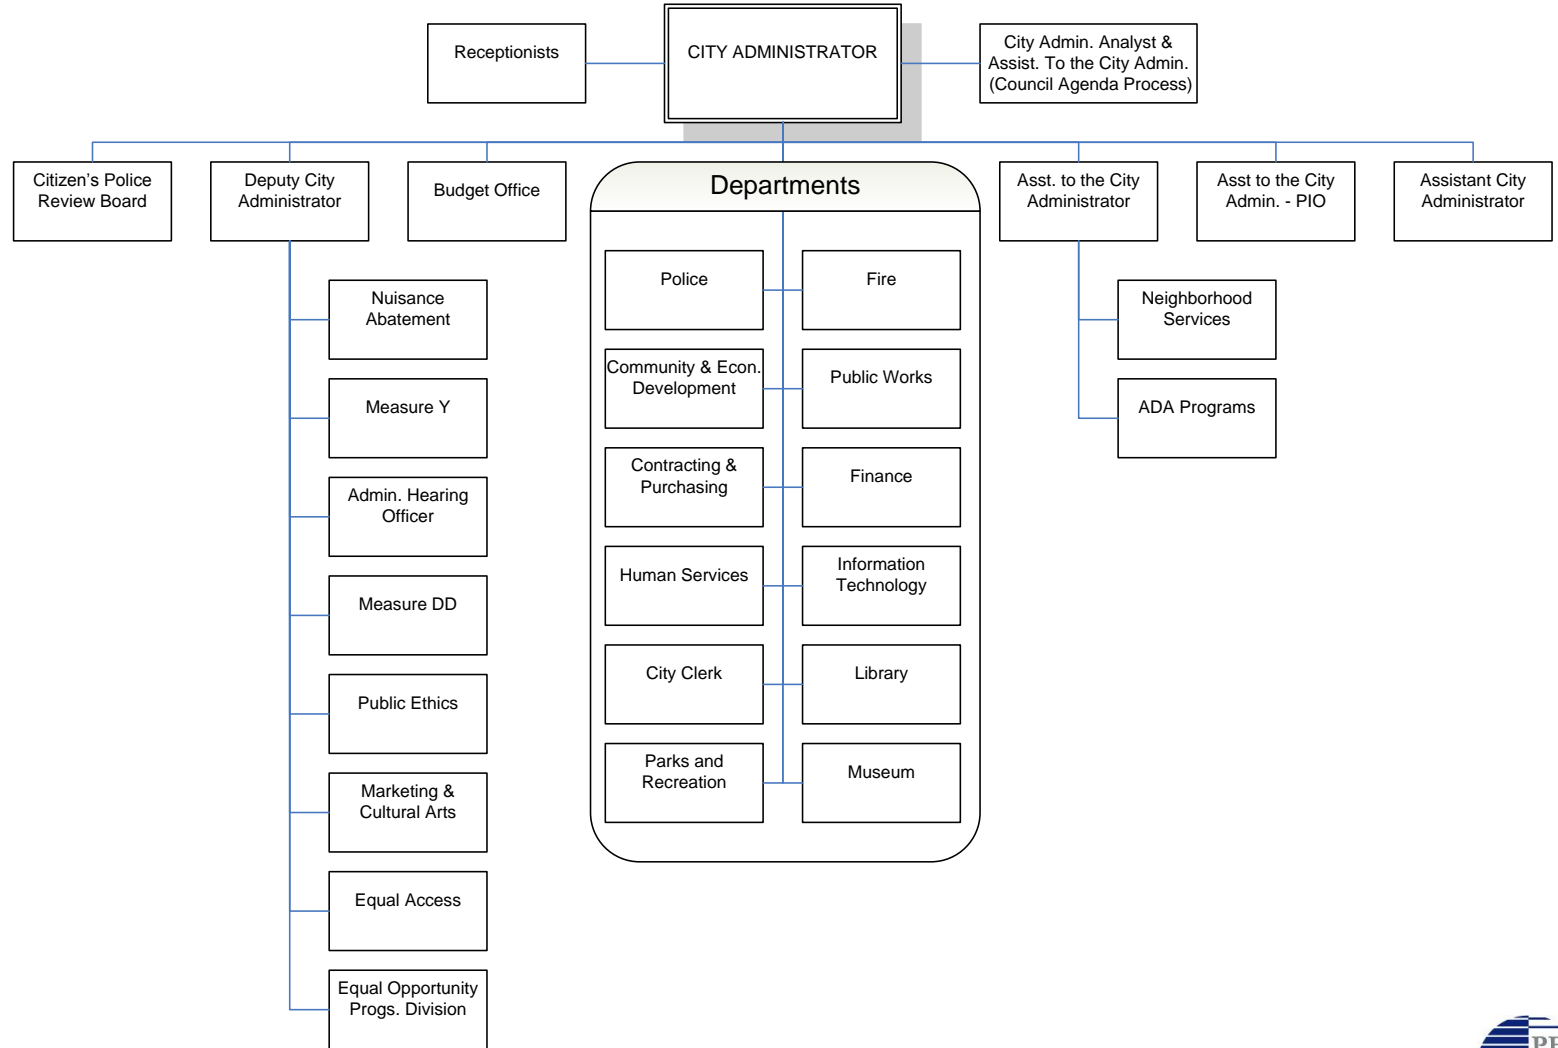 Receptionists
CITY ADMINISTRATOR
City Admin. Analyst &
Assist. To the City Admin.
(Council Agenda Process)
Citizen's Police
Review Board
Deputy City
Administrator
Budget Office
Departments
Asst. to the City
Administrator
Asst to the City
Admin. - PIO
Assistant City
Administrator
Nuisance
Abatement
Measure Y
Admin. Hearing
Officer
Measure DD
Public Ethics
Marketing &
Cultural Arts
Equal Access
Equal Opportunity
Progs. Division
Police
Fire
Community & Econ.
Development
Public Works
Contracting &
Purchasing
Finance
Human Services
Information
Technology
City Clerk
Library
Parks and
Recreation
Museum
Neighborhood
Services
ADA Programs